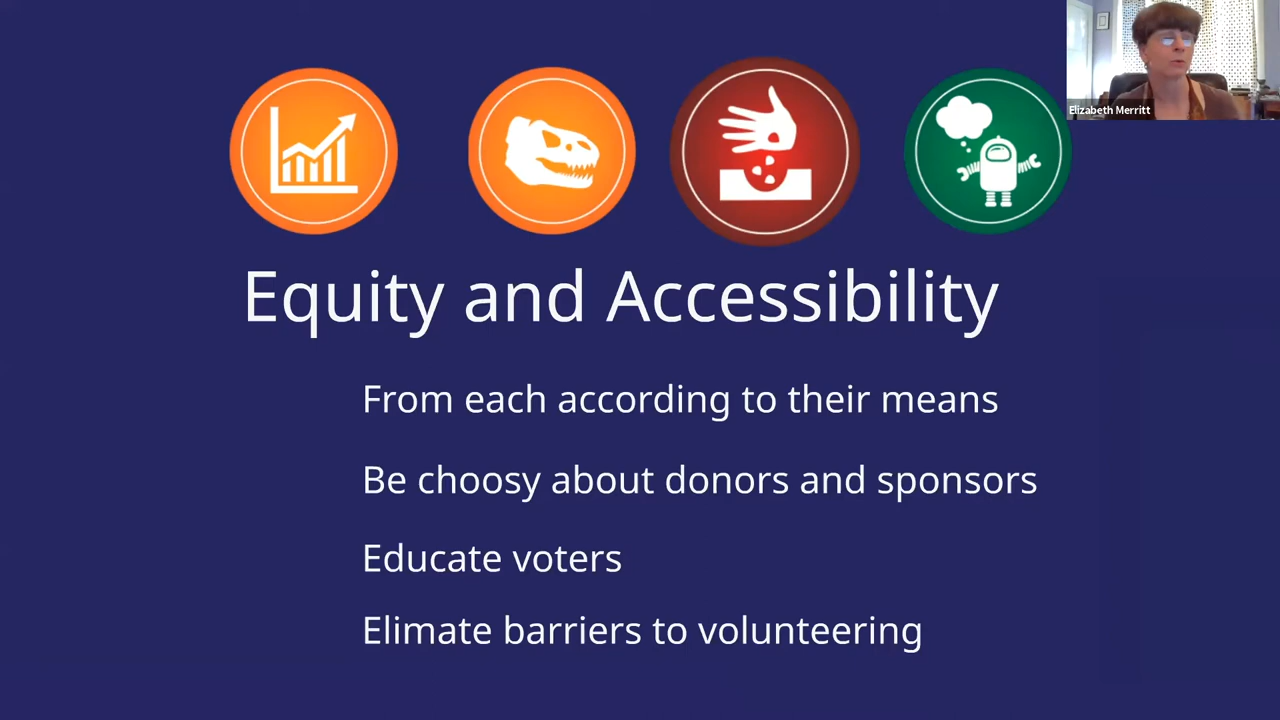 Elizabeth Merritt
Equity and Accessibility
From each according to their means
Be choosy about donors and sponsors
Educate voters
Elimate barriers to volunteering